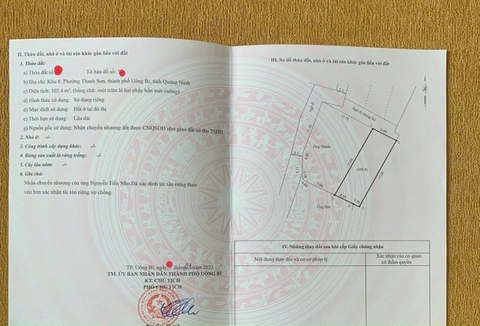 II. Thửa đất, nhà ở và tài sản khác gắn liền với đất
1. Thửa đất:
a) Thửa đất số: Tờ bản đồ số:
b) Địa chỉ: Khu 8, Phường Thanh Sơn, thành phố Uông Bí, tỉnh Quảng Ninh
c) Diện tích: 102.4 m², (bằng chữ: một trăm lẻ hai phẩy bốn mét vuông)
d) Hình thức sử dụng: Sử dụng riêng
đ) Mục đích sử dụng: Đất ở tại đô thị
e) Thời hạn sử dụng: Lâu dài
g) Nguồn gốc sử dụng: Nhận chuyển nhượng đất được CNQSDĐ như giao đất có thu TSDĐ
2. Nhà ở: -/-
3. Công trình xây dựng khác: -/-
4. Rừng sản xuất là rừng trồng: -/-
5. Cây lâu năm: -/-
6. Ghi chú:
Nhận chuyển nhượng của ông Nguyễn Tiến Nho. Đã xác định tài sản riêng theo
văn bản xác nhận tài sản riêng vợ chồng.
TP. Uông Bí, ngày tháng năm 2022
TM. ỦY BAN NHÂN DÂN THÀNH PHỐ UÔNG BÍ
KT. CHỦ TỊCH
PHÓ CHỦ TỊCH
III. Sơ đồ thửa đất, nhà ở và tài sản khác gắn liền với đất
Ông Thành
IV. Những thay đổi sau khi cấp Giấy chứng nhận
Nội dung thay đổi và cơ sở pháp lý
Xác nhận của cơ quan
có thẩm quyền